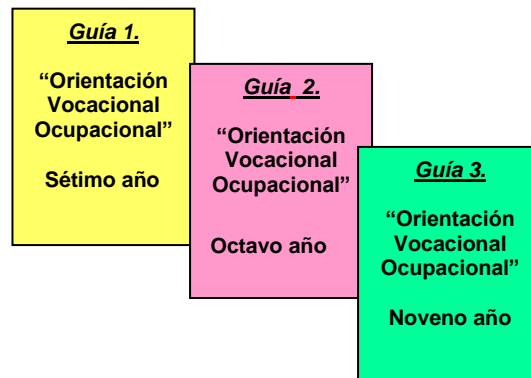 Guía 1.
“Orientación
Vocacional
Ocupacional”
Sétimo año
Guía 2.
“Orientación
Vocacional
Ocupacional”
Octavo año
Guía 3.
“Orientación
Vocacional
Ocupacional”
Noveno año